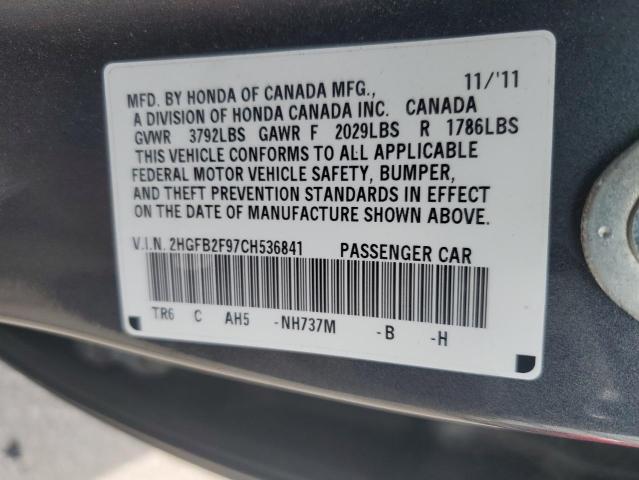 11/'11
MFD. BY HONDA OF CANADA MFG.,
A DIVISION OF HONDA CANADA INC. CANADA
GVWR 3792LBS GAWR F 2029LBS R 1786LBS
THIS VEHICLE CONFORMS TO ALL APPLICABLE
FEDERAL MOTOR VEHICLE SAFETY, BUMPER,
AND THEFT PREVENTION STANDARDS IN EFFECT
ON THE DATE OF MANUFACTURE SHOWN ABOVE.
V.I.N. 2HGFB2F97CH536841 PASSENGER CAR
TR6 C AH5 -NH737M -B -H